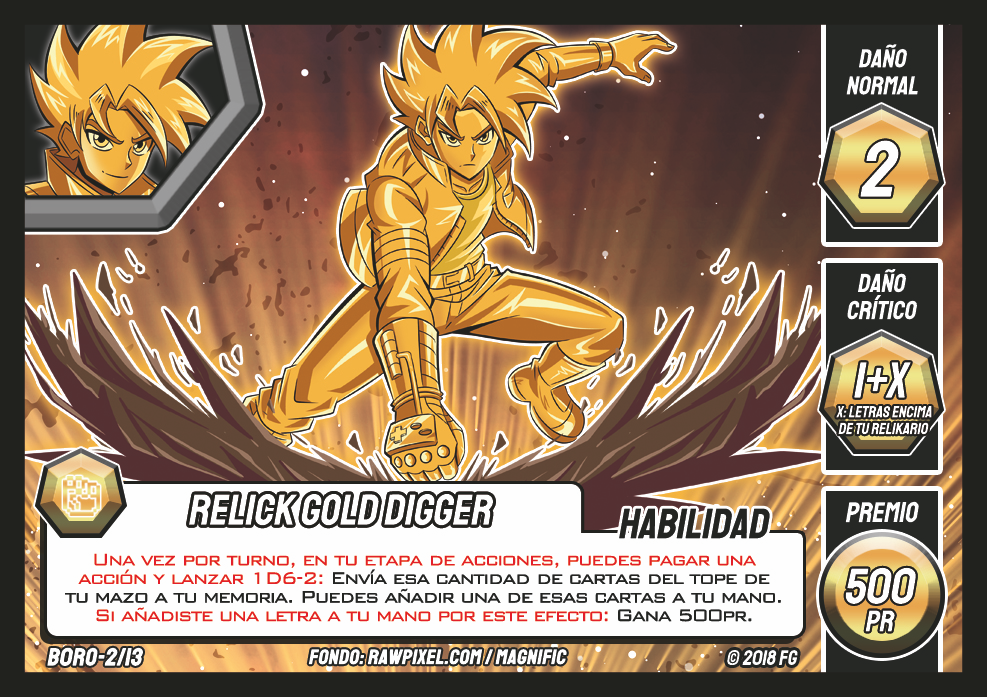 DAÑO
NORMAL
2
DAÑO
CRÍTICO
1+X
X: LETRAS ENCIMA
DE TU RELIKARIO
PREMIO
500
PR
RELICK GOLD DIGGER
HABILIDAD
Una vez por turno, en tu etapa de acciones, puedes pagar una
acción y lanzar 1D6-2: Envía esa cantidad de cartas del tope de
tu mazo a tu memoria. Puedes añadir una de esas cartas a tu mano.
Si añadiste una letra a tu mano por este efecto: Gana 500pr.
BORO-2/13
FONDO: RAWPIXEL.COM / MAGNIFIC
© 2018 FG